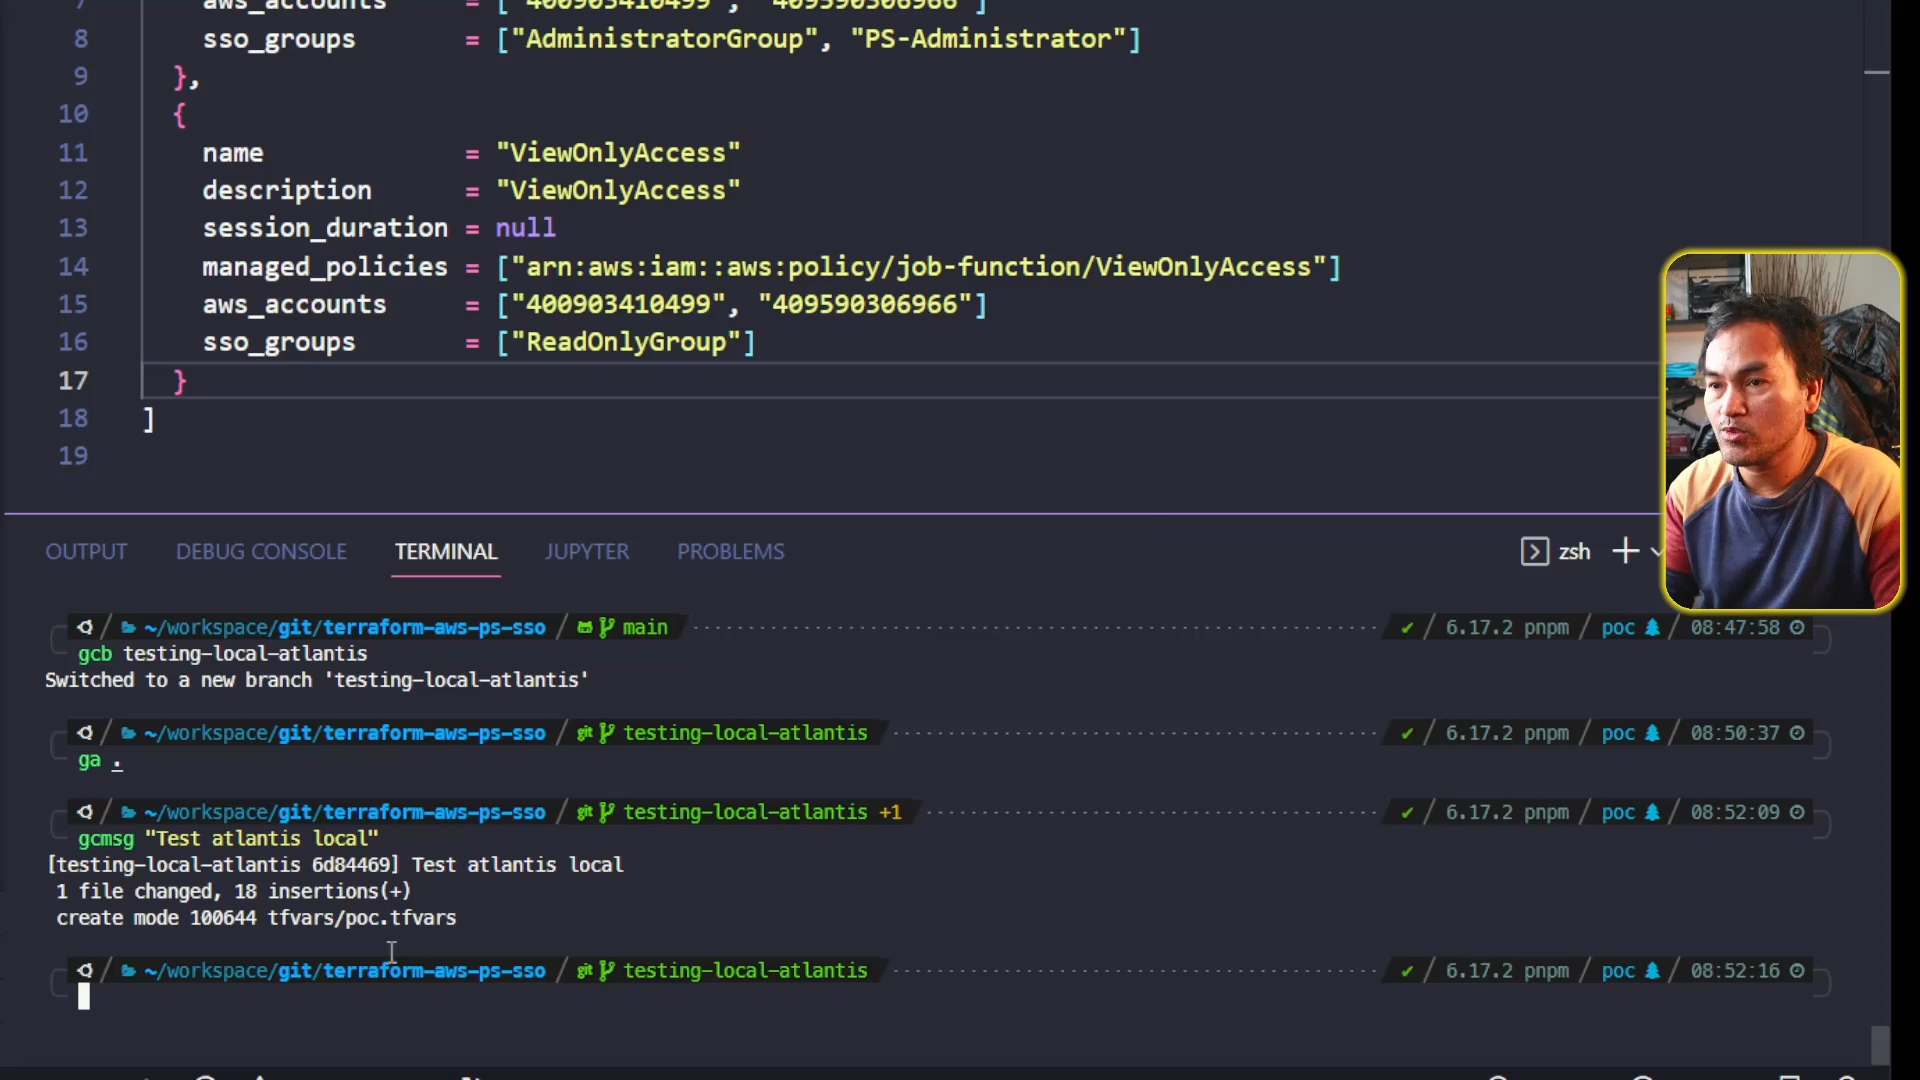 7 aws_accounts = ["400903410499", "409590306966"]
8 sso_groups = ["AdministratorGroup", "PS-Administrator"]
9 },
10 {
11 name = "ViewOnlyAccess"
12 description = "ViewOnlyAccess"
13 session_duration = null
14 managed_policies = ["arn:aws:iam::aws:policy/job-function/ViewOnlyAccess"]
15 aws_accounts = ["400903410499", "409590306966"]
16 sso_groups = ["ReadOnlyGroup"]
17 }
18 ]
19
OUTPUT DEBUG CONSOLE TERMINAL JUPYTER PROBLEMS zsh
~/workspace/git/terraform-aws-ps-sso / main ✔ / 6.17.2 pnpm / poc / 08:47:58
gcb testing-local-atlantis
Switched to a new branch 'testing-local-atlantis'
~/workspace/git/terraform-aws-ps-sso / git testing-local-atlantis ✔ / 6.17.2 pnpm / poc / 08:50:37
ga .
~/workspace/git/terraform-aws-ps-sso / git testing-local-atlantis +1 ✔ / 6.17.2 pnpm / poc / 08:52:09
gcmsg "Test atlantis local"
[testing-local-atlantis 6d84469] Test atlantis local
1 file changed, 18 insertions(+)
create mode 100644 tfvars/poc.tfvars
~/workspace/git/terraform-aws-ps-sso / git testing-local-atlantis ✔ / 6.17.2 pnpm / poc / 08:52:16